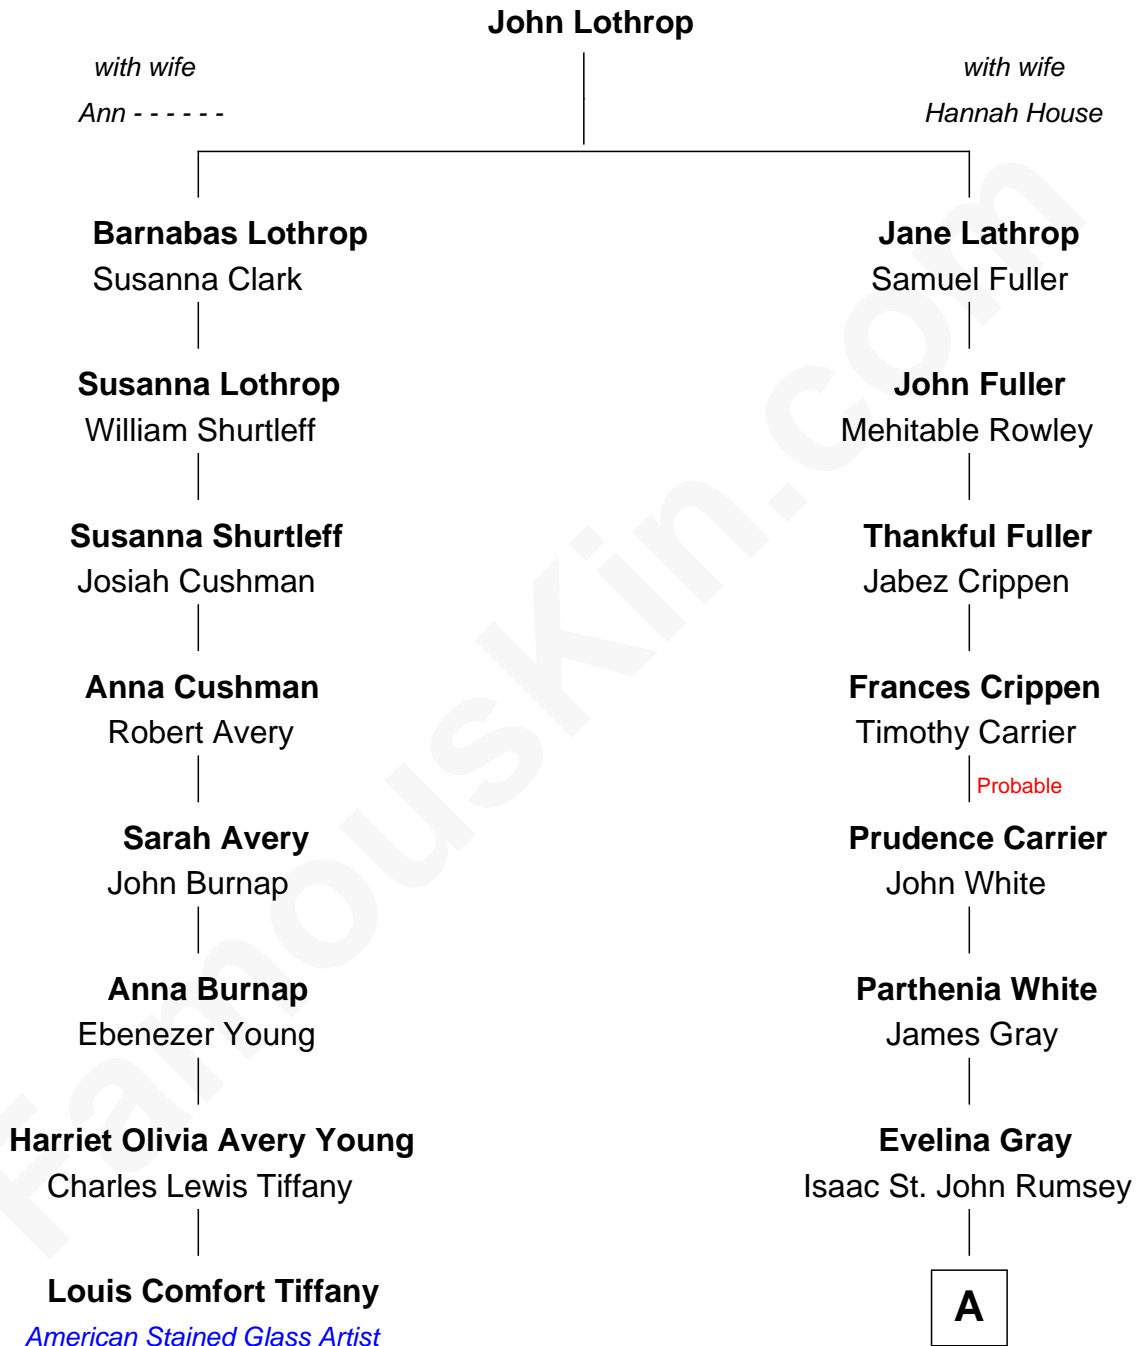 John Lothrop
with wife
Ann - - - - - -
with wife
Hannah House
Barnabas Lothrop
Susanna Clark
Jane Lathrop
Samuel Fuller
Susanna Lothrop
William Shurtleff
John Fuller
Mehitable Rowley
Susanna Shurtleff
Josiah Cushman
Thankful Fuller
Jabez Crippen
Anna Cushman
Robert Avery
Frances Crippen
Timothy Carrier
Probable
Sarah Avery
John Burnap
Prudence Carrier
John White
Anna Burnap
Ebenezer Young
Parthenia White
James Gray
Harriet Olivia Avery Young
Charles Lewis Tiffany
Evelina Gray
Isaac St. John Rumsey
Louis Comfort Tiffany
American Stained Glass Artist
A
FamousKin.com